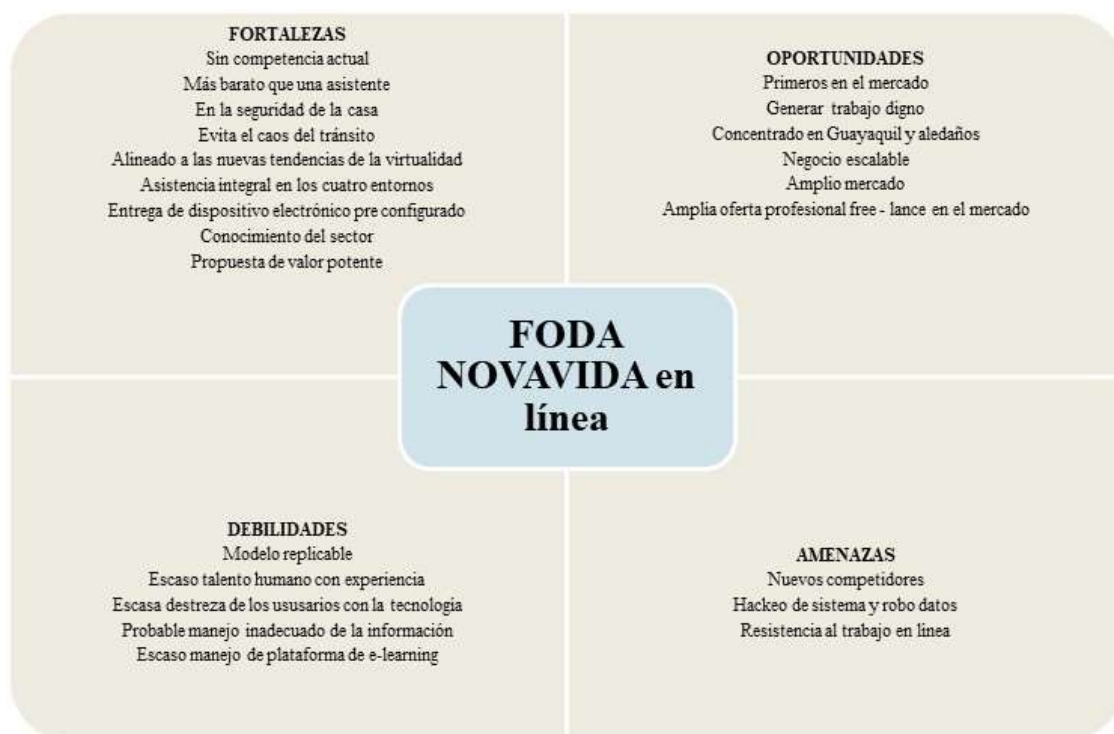 FORTALEZAS
Sin competencia actual
Más barato que una asistente
En la seguridad de la casa
Evita el caos del tránsito
Alineado a las nuevas tendencias de la virtualidad
Asistencia integral en los cuatro entornos
Entrega de dispositivo electrónico pre configurado
Conocimiento del sector
Propuesta de valor potente
OPORTUNIDADES
Primeros en el mercado
Generar trabajo digno
Concentrado en Guayaquil y aledaños
Negocio escalable
Amplio mercado
Amplia oferta profesional free - lance en el mercado
FODA
NOVAVIDA en
línea
DEBILIDADES
Modelo replicable
Escaso talento humano con experiencia
Escasa destreza de los ususarios con la tecnología
Probable manejo inadecuado de la información
Escaso manejo de plataforma de e-learning
AMENAZAS
Nuevos competidores
Hackeo de sistema y robo datos
Resistencia al trabajo en línea